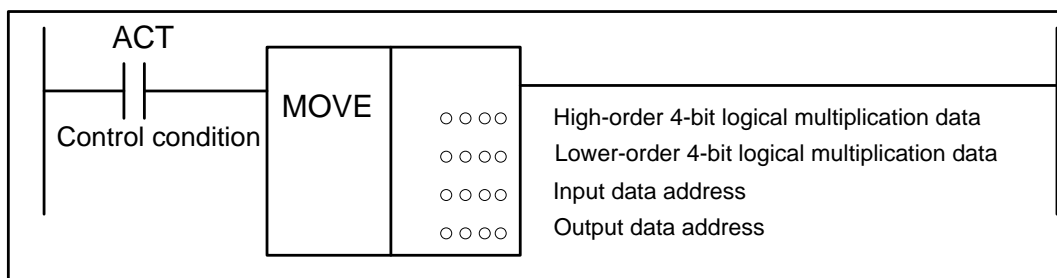 ACT
Control condition
MOVE
○○○○ High-order 4-bit logical multiplication data
○○○○ Lower-order 4-bit logical multiplication data
○○○○ Input data address
○○○○ Output data address